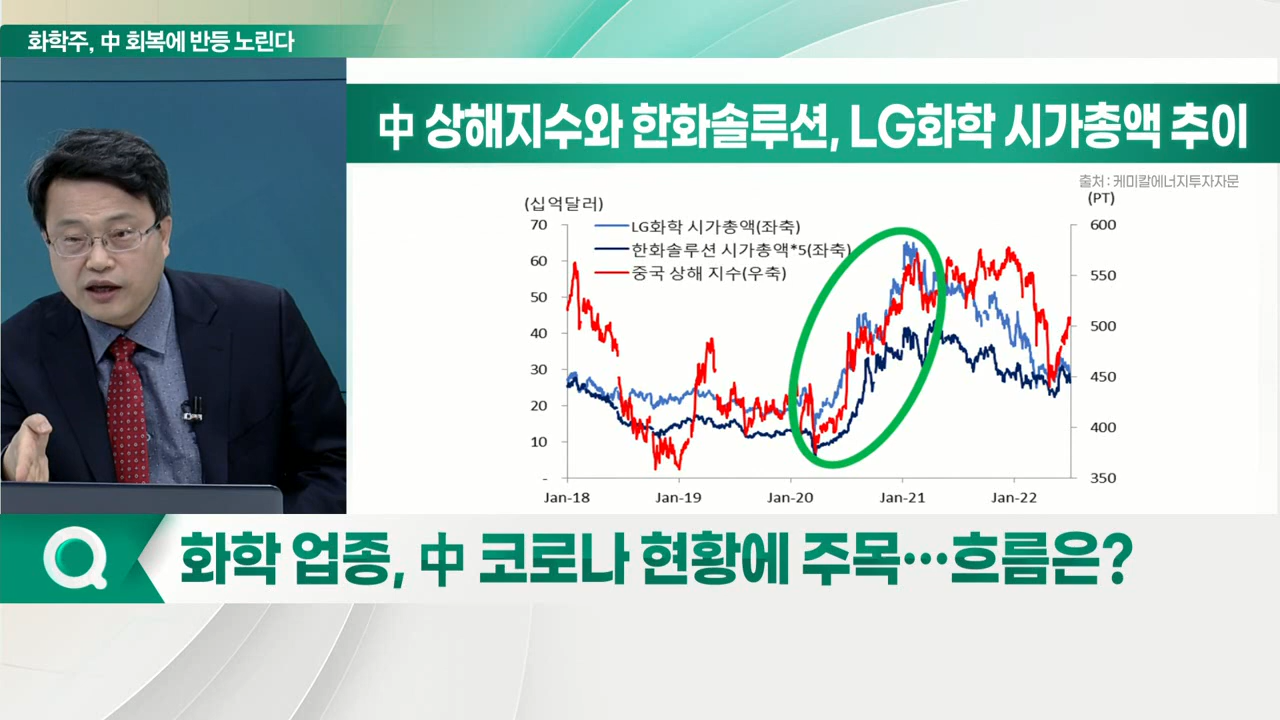 화학주, 中 회복에 반등 노린다
中 상해지수와 한화솔루션, LG화학 시가총액 추이
출처 : 케미칼에너지투자자문
(십억달러)
(PT)
LG화학 시가총액(좌축)
한화솔루션 시가총액*5(좌축)
중국 상해 지수(우축)
70
60
50
40
30
20
10
-
600
550
500
450
400
350
Jan-18 Jan-19 Jan-20 Jan-21 Jan-22
화학 업종, 中 코로나 현황에 주목…흐름은?